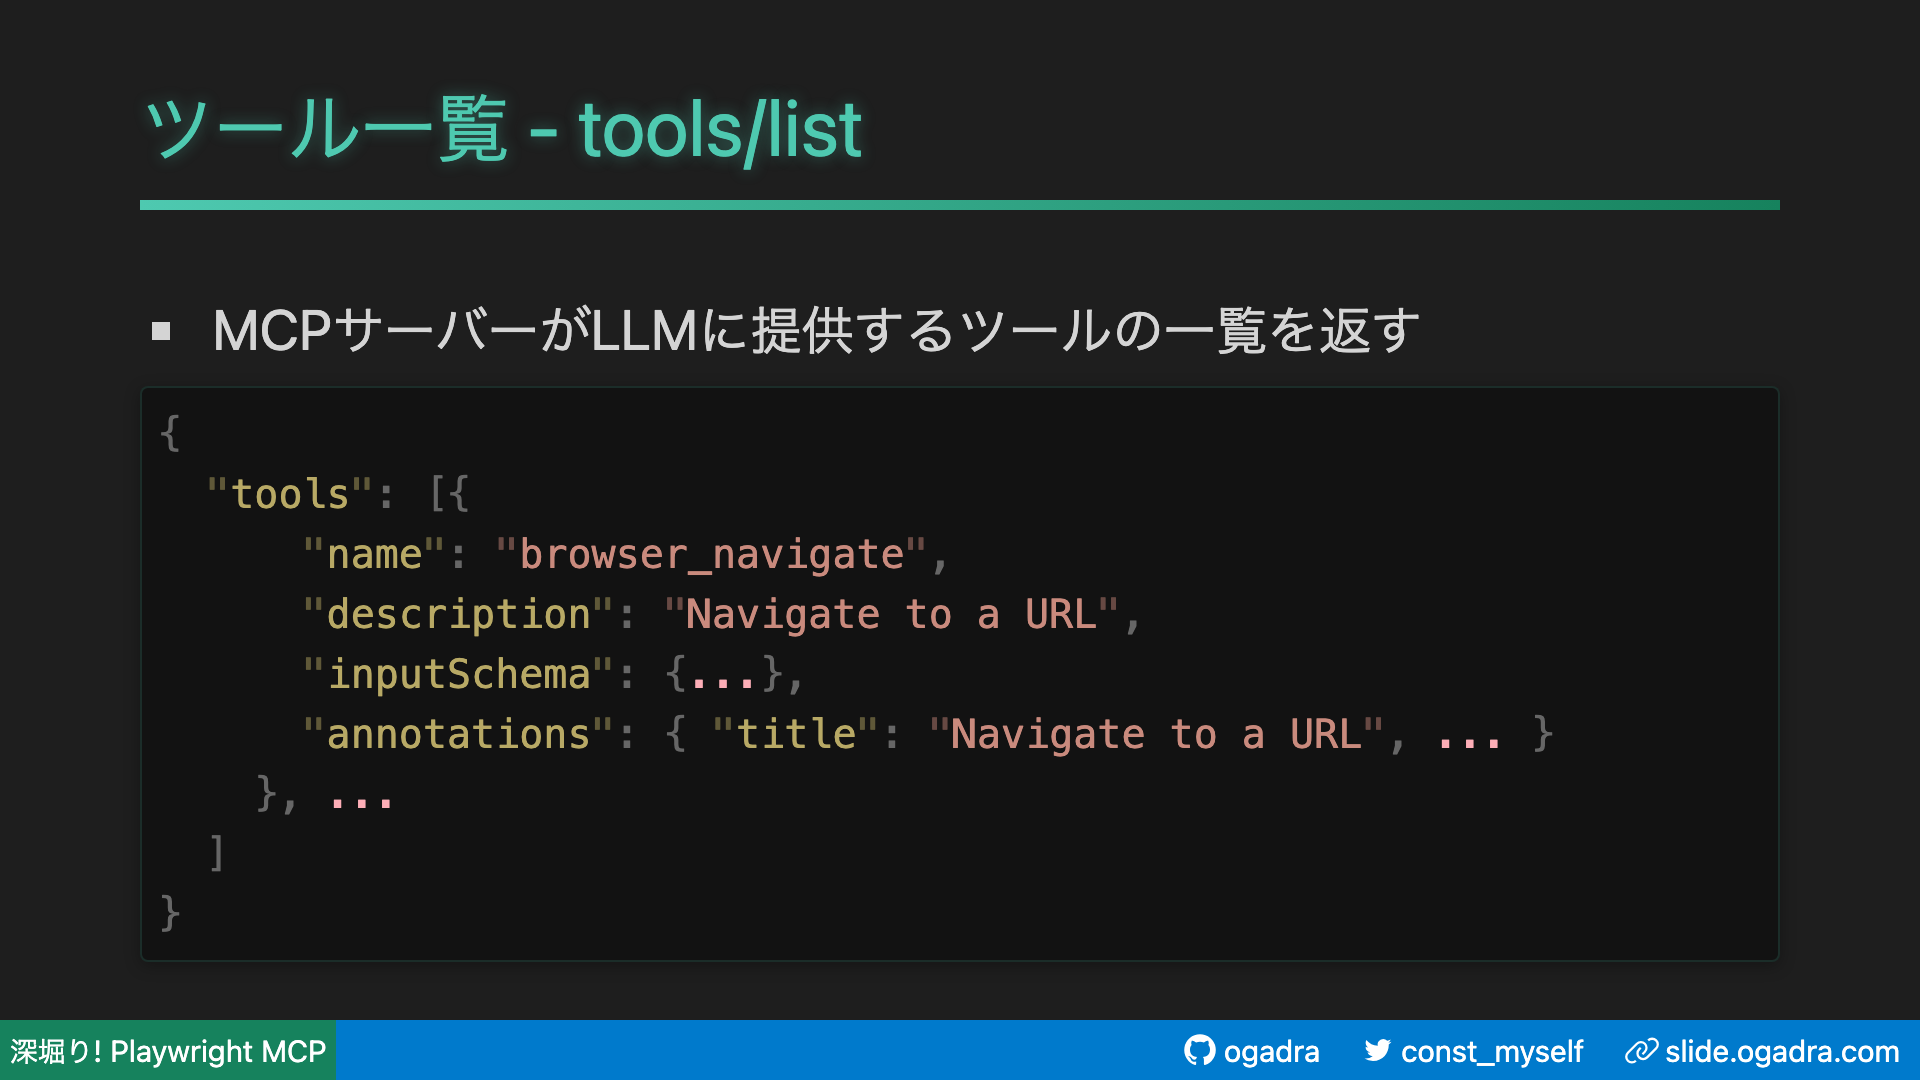 ツール一覧 - tools/list
▪ MCPサーバーがLLMに提供するツールの一覧を返す
{
  "tools": [{
      "name": "browser_navigate",
      "description": "Navigate to a URL",
      "inputSchema": {...},
      "annotations": { "title": "Navigate to a URL", ... }
    }, ...
  ]
}
深堀り! Playwright MCP
ogadra
const_myself
slide.ogadra.com